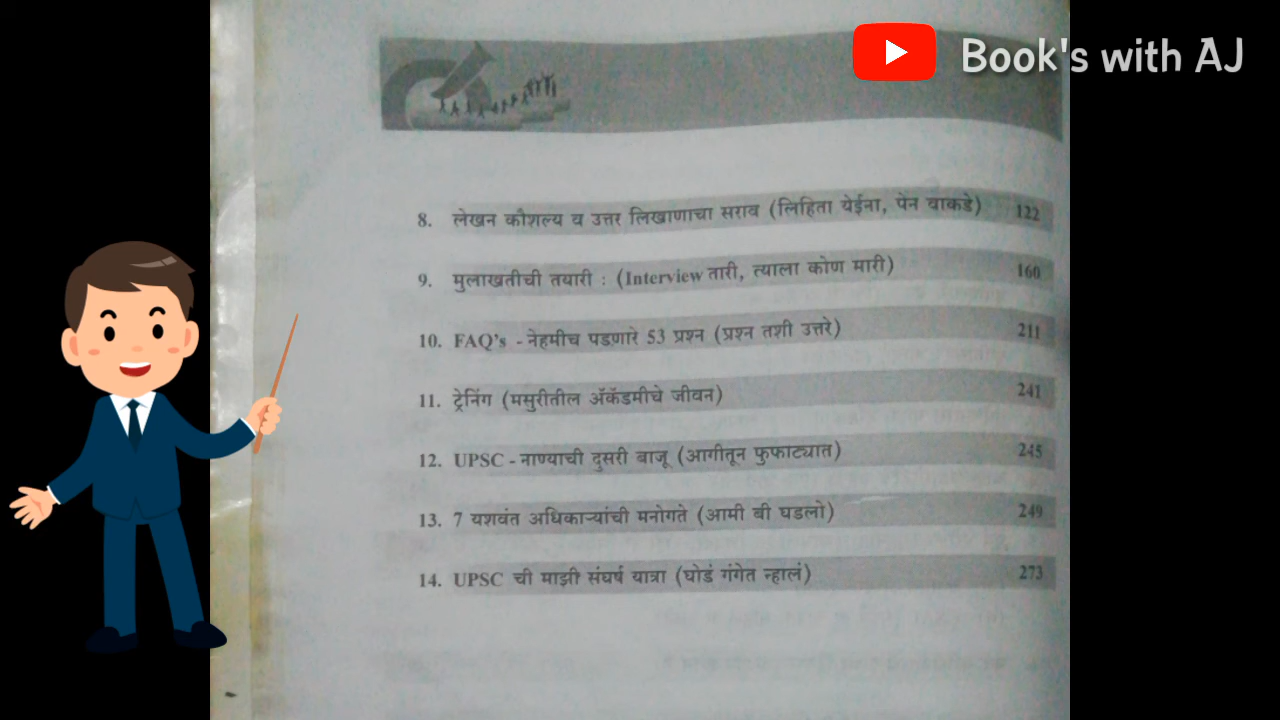 Book's with AJ
8. लेखन कौशल्य व उत्तर लिखाणाचा सराव (लिहिता येईना, पेन वाकडे) 122
9. मुलाखतीची तयारी : (Interview तारी, त्याला कोण मारी) 160
10. FAQ's - नेहमीच पडणारे 53 प्रश्न (प्रश्न तशी उत्तरे) 211
11. ट्रेनिंग (मसुरीतील ॲकॅडमीचे जीवन) 241
12. UPSC - नाण्याची दुसरी बाजू (आगीतून फुफाट्यात) 245
13. 7 यशवंत अधिकाऱ्यांची मनोगते (आमी बी घडलो) 249
14. UPSC ची माझी संघर्ष यात्रा (घोडं गंगेत न्हालं) 273